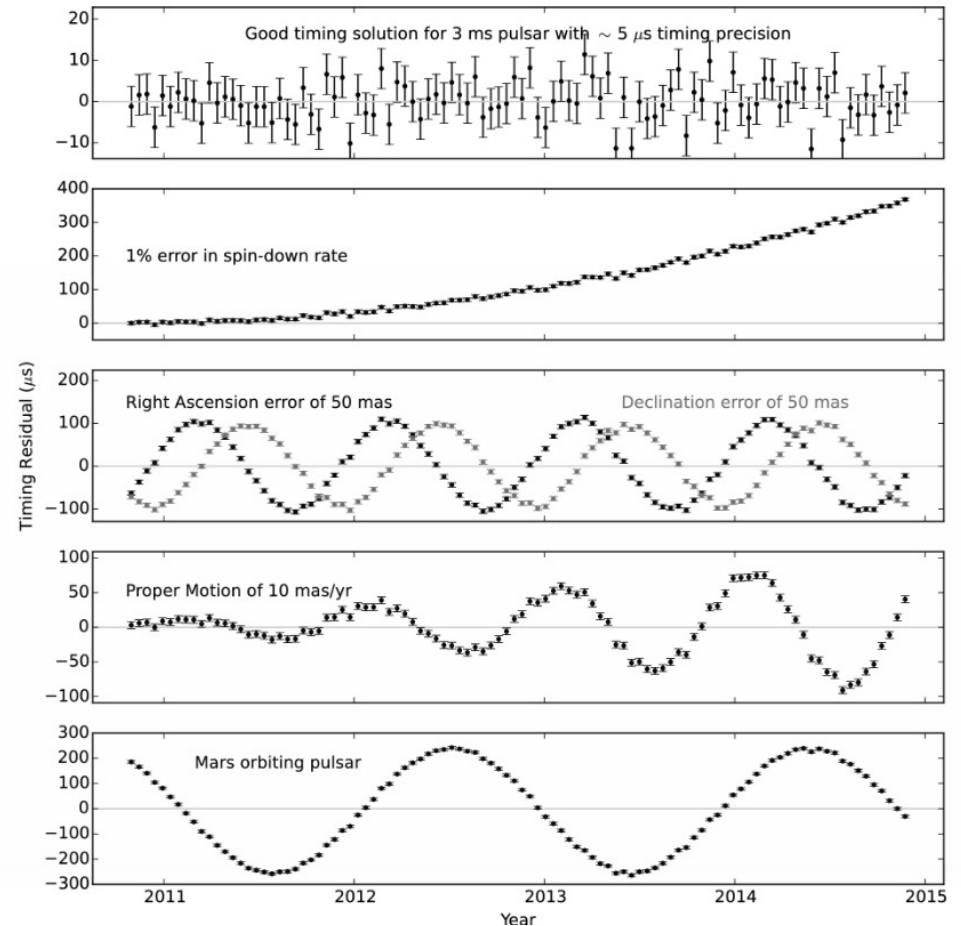 Good timing solution for 3 ms pulsar with ∼ 5 μs timing precision
20
10
0
−10
400
300
200
100
0
1% error in spin-down rate
200
100
0
−100
Right Ascension error of 50 mas
Declination error of 50 mas
Timing Residual (μs)
100
50
0
−50
−100
Proper Motion of 10 mas/yr
300
200
100
0
−100
−200
−300
Mars orbiting pulsar
2011 2012 2013 2014 2015
Year